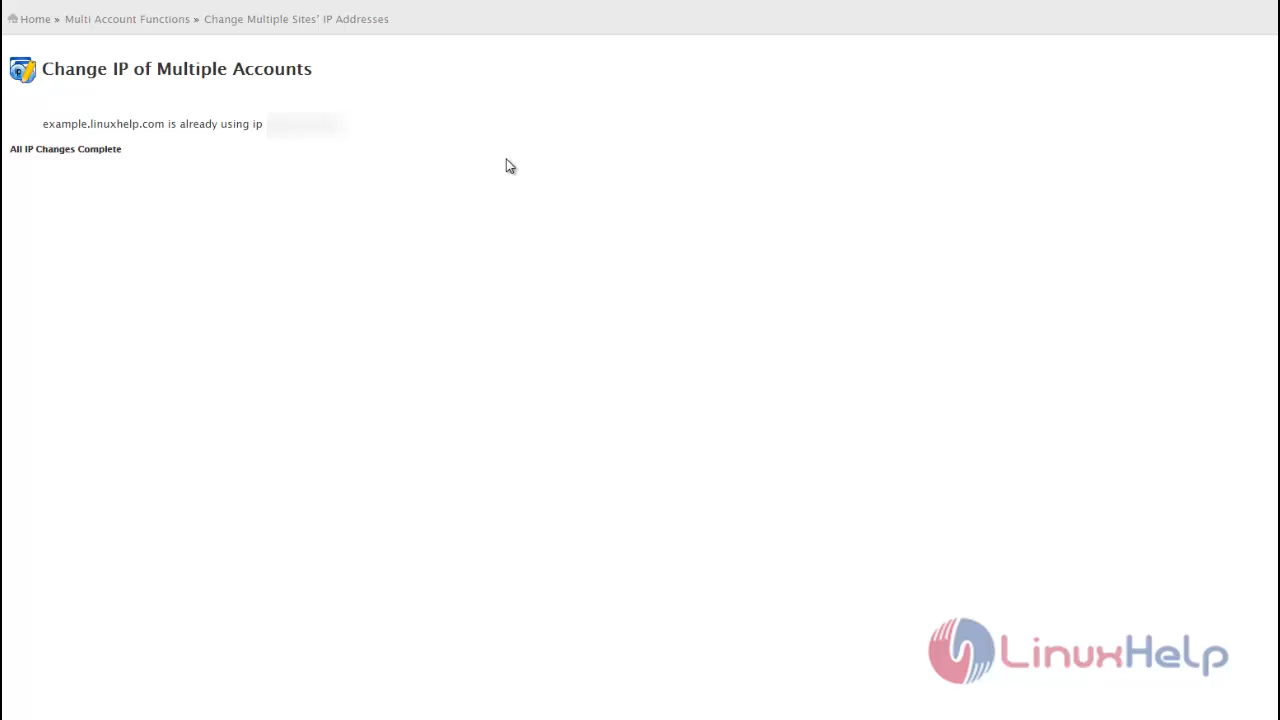 Home » Multi Account Functions » Change Multiple Sites' IP Addresses
Change IP of Multiple Accounts
example.linuxhelp.com is already using ip
All IP Changes Complete
LinuxHelp